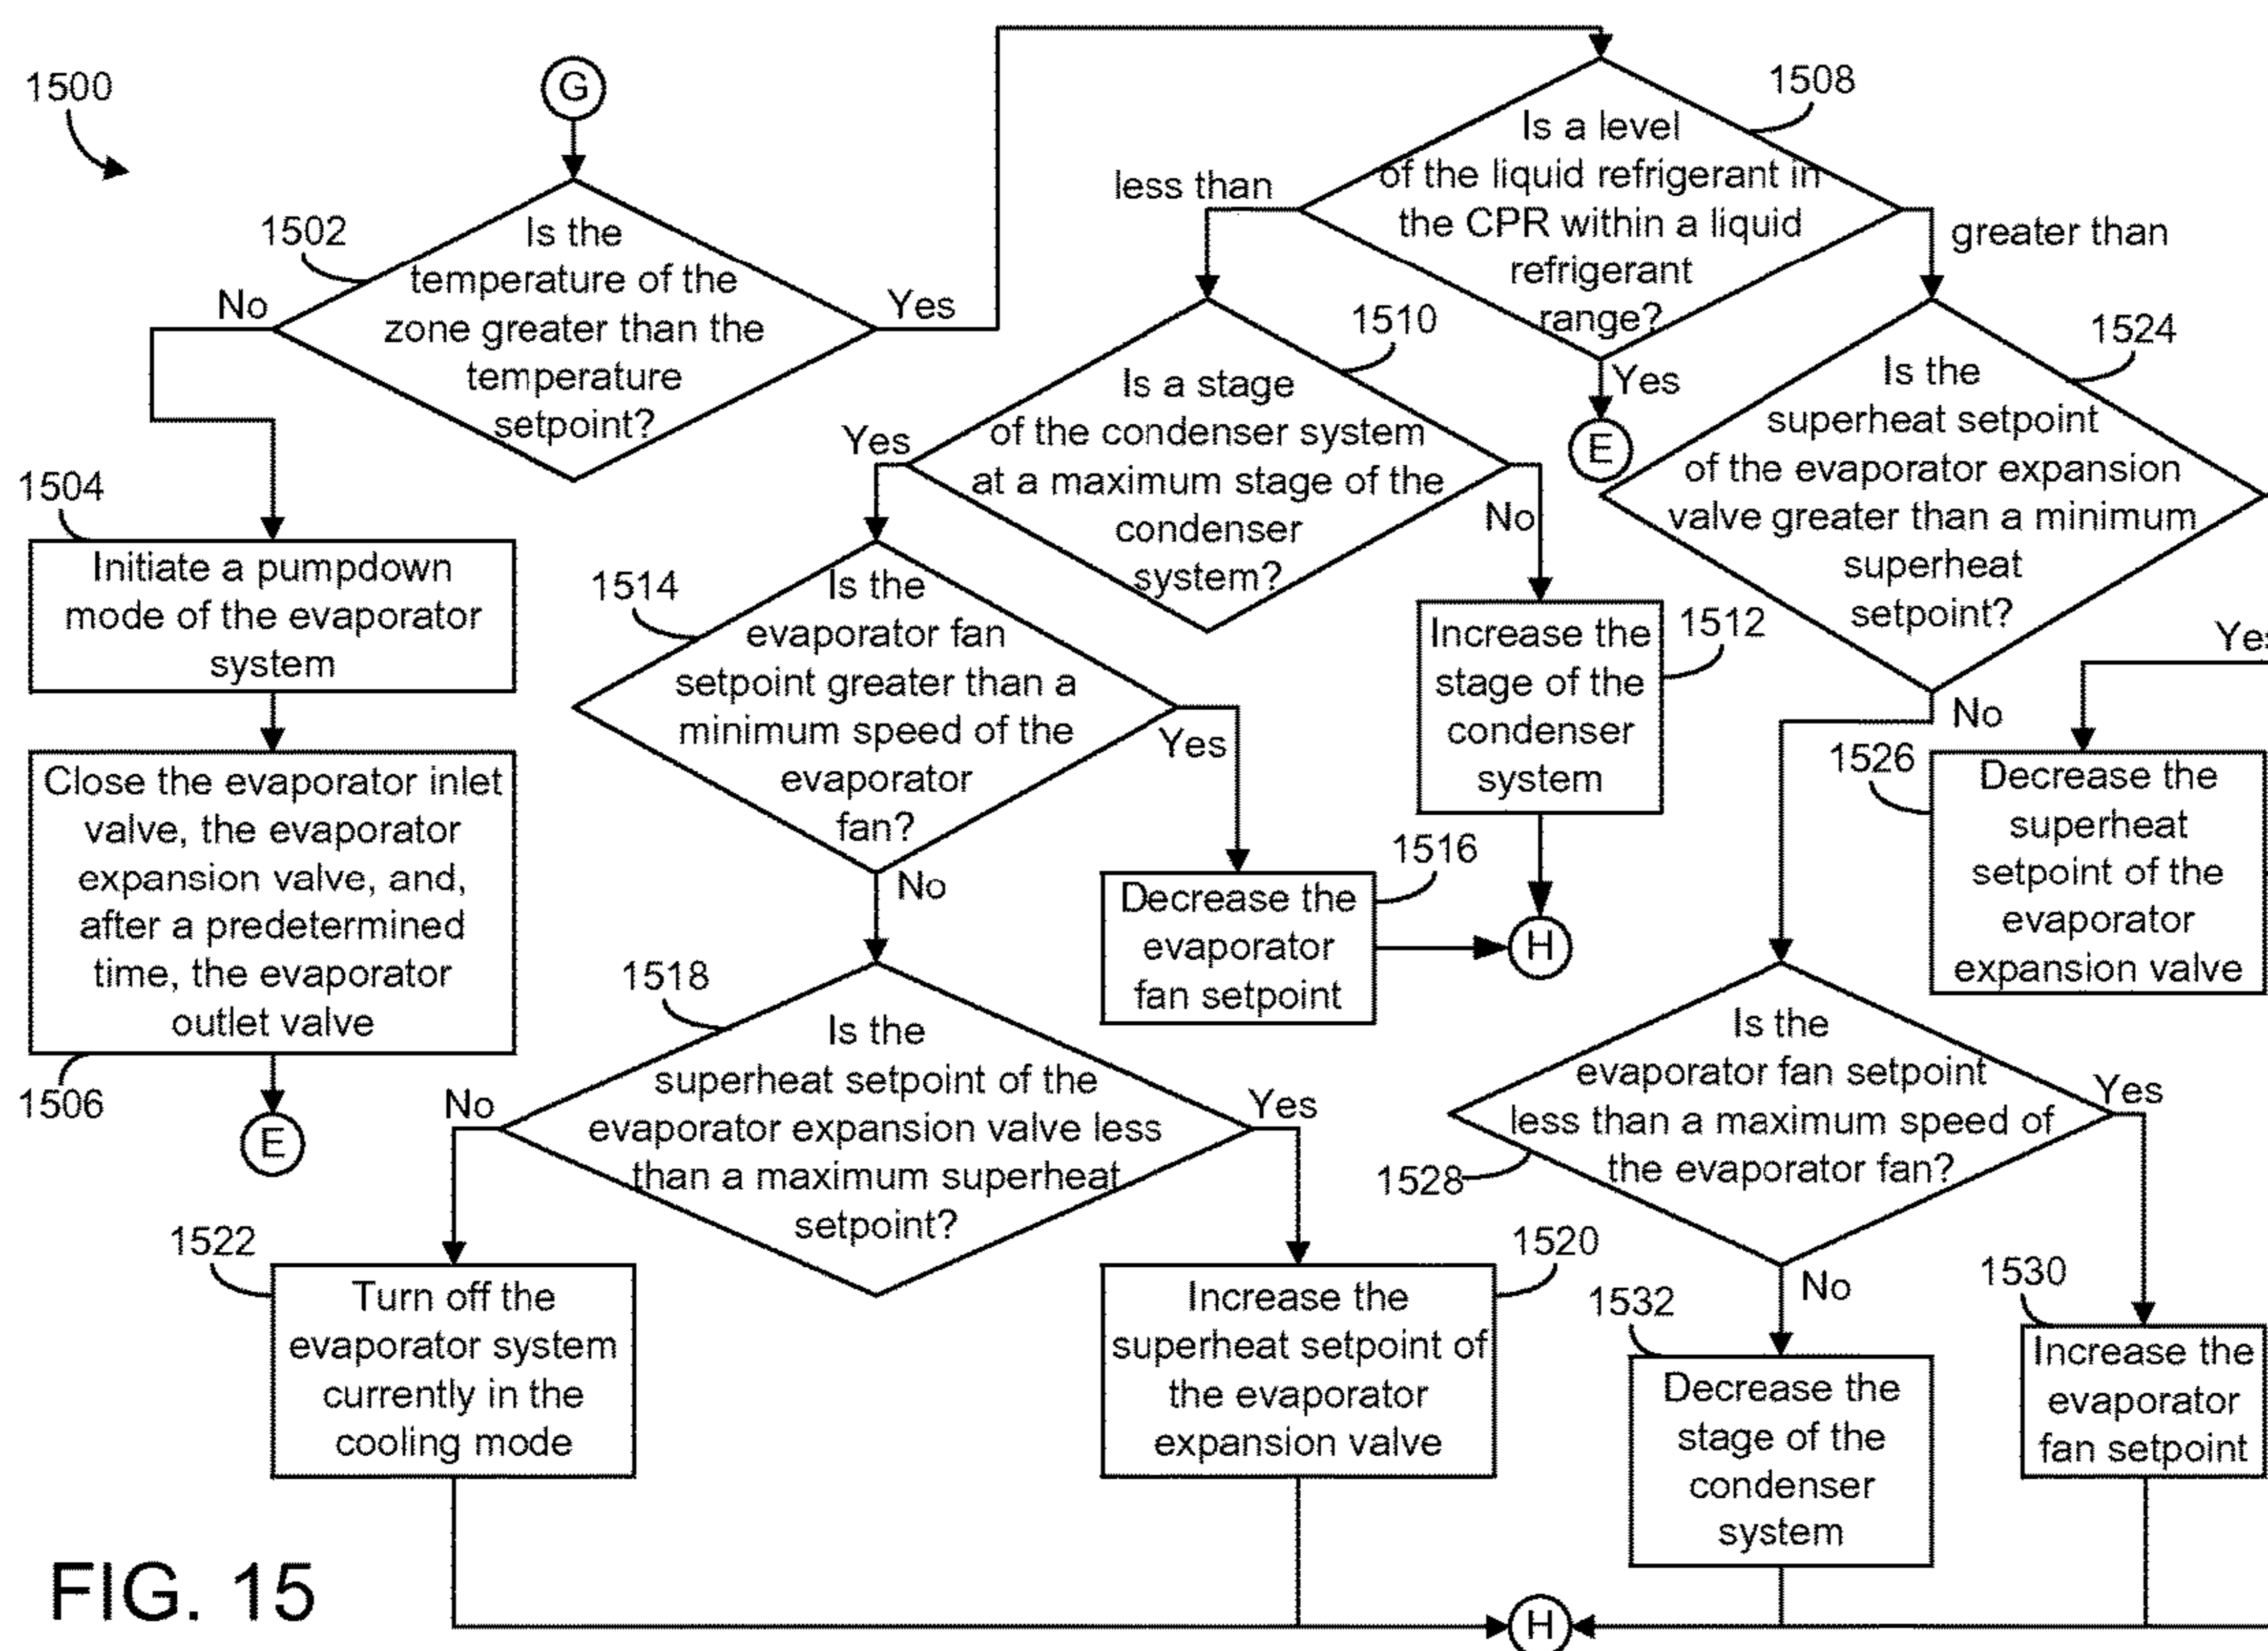 1500
G
1502
Is the
temperature of the
zone greater than the
temperature
setpoint?
No
Yes
1504
Initiate a pumpdown
mode of the evaporator
system
Close the evaporator inlet
valve, the evaporator
expansion valve, and,
after a predetermined
time, the evaporator
outlet valve
1506
E
1508
Is a level
of the liquid refrigerant in
the CPR within a liquid
refrigerant
range?
less than
greater than
Yes
E
1510
Is a stage
of the condenser system
at a maximum stage of the
condenser
system?
Yes
No
1512
Increase the
stage of the
condenser
system
1514
Is the
evaporator fan
setpoint greater than a
minimum speed of the
evaporator
fan?
Yes
No
1516
Decrease the
evaporator
fan setpoint
H
1518
Is the
superheat setpoint of the
evaporator expansion valve less
than a maximum superheat
setpoint?
No
Yes
1522
Turn off the
evaporator system
currently in the
cooling mode
1520
Increase the
superheat setpoint of
the evaporator
expansion valve
1524
Is the
superheat setpoint
of the evaporator expansion
valve greater than a minimum
superheat
setpoint?
Yes
No
1526
Decrease the
superheat
setpoint of the
evaporator
expansion valve
Is the
evaporator fan setpoint
less than a maximum speed of
the evaporator fan?
1528
Yes
No
1530
Increase the
evaporator
fan setpoint
1532
Decrease the
stage of the
condenser
system
H
FIG. 15